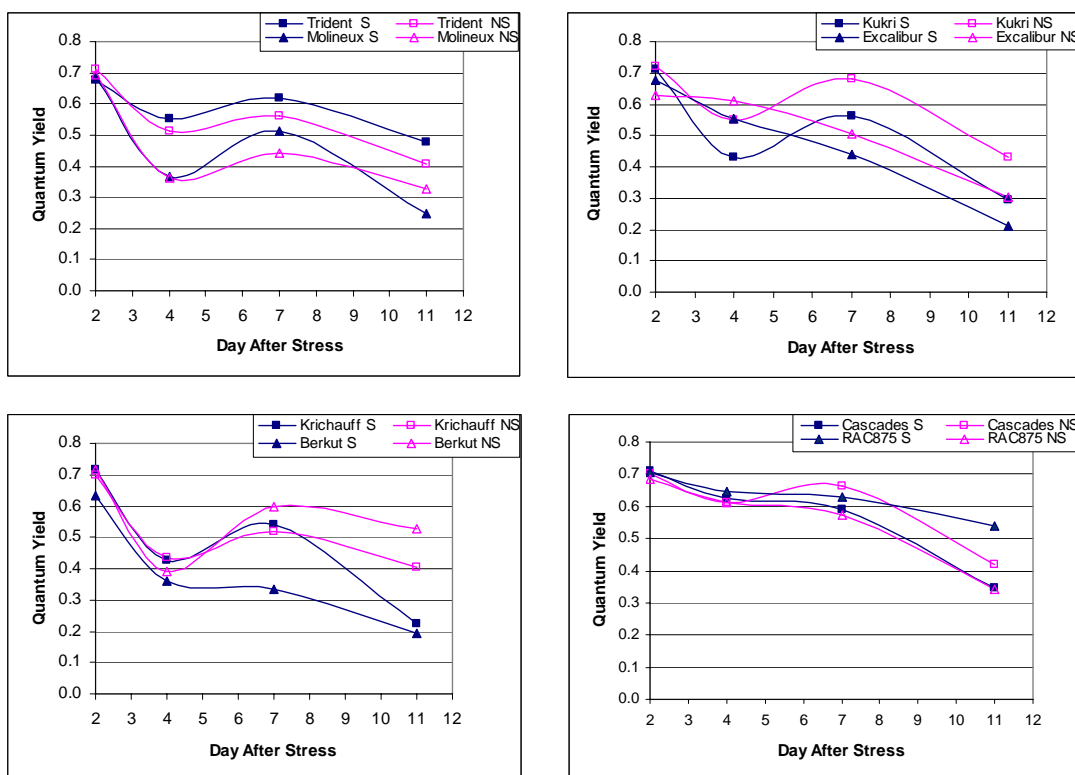 Trident S Trident NS
Molineux S Molineux NS
0.8
0.7
0.6
0.5
0.4
0.3
0.2
0.1
0.0
Quantum Yield
2 3 4 5 6 7 8 9 10 11 12
Day After Stress
Kukri S Kukri NS
Excalibur S Excalibur NS
0.8
0.7
0.6
0.5
0.4
0.3
0.2
0.1
0.0
Quantum Yield
2 3 4 5 6 7 8 9 10 11 12
Day After Stress
Krichauff S Krichauff NS
Berkut S Berkut NS
0.8
0.7
0.6
0.5
0.4
0.3
0.2
0.1
0.0
Quantum Yield
2 3 4 5 6 7 8 9 10 11 12
Day After Stress
Cascades S Cascades NS
RAC875 S RAC875 NS
0.8
0.7
0.6
0.5
0.4
0.3
0.2
0.1
0.0
Quantum Yield
2 3 4 5 6 7 8 9 10 11 12
Day After Stress